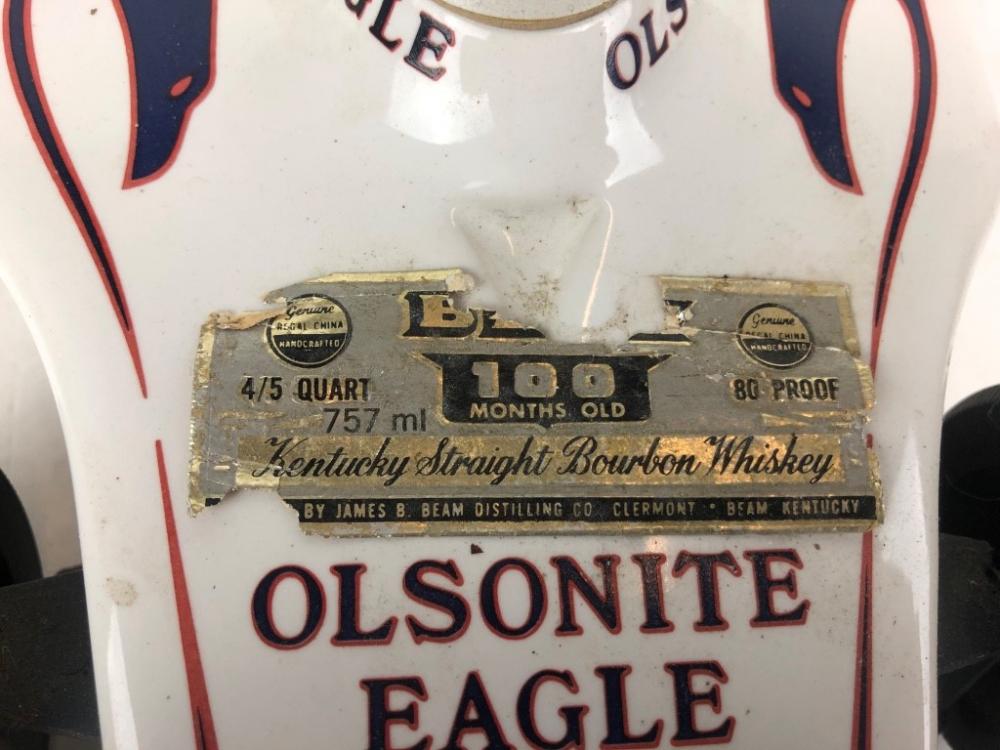 EAGLE
OLS
Genuine
REGAL CHINA
HANDCRAFTED
Genuine
REGAL CHINA
HANDCRAFTED
4/5 QUART
757 ml
100
MONTHS OLD
80 PROOF
Kentucky Straight Bourbon Whiskey
BY JAMES B. BEAM DISTILLING CO. CLERMONT · BEAM, KENTUCKY
OLSONITE
EAGLE